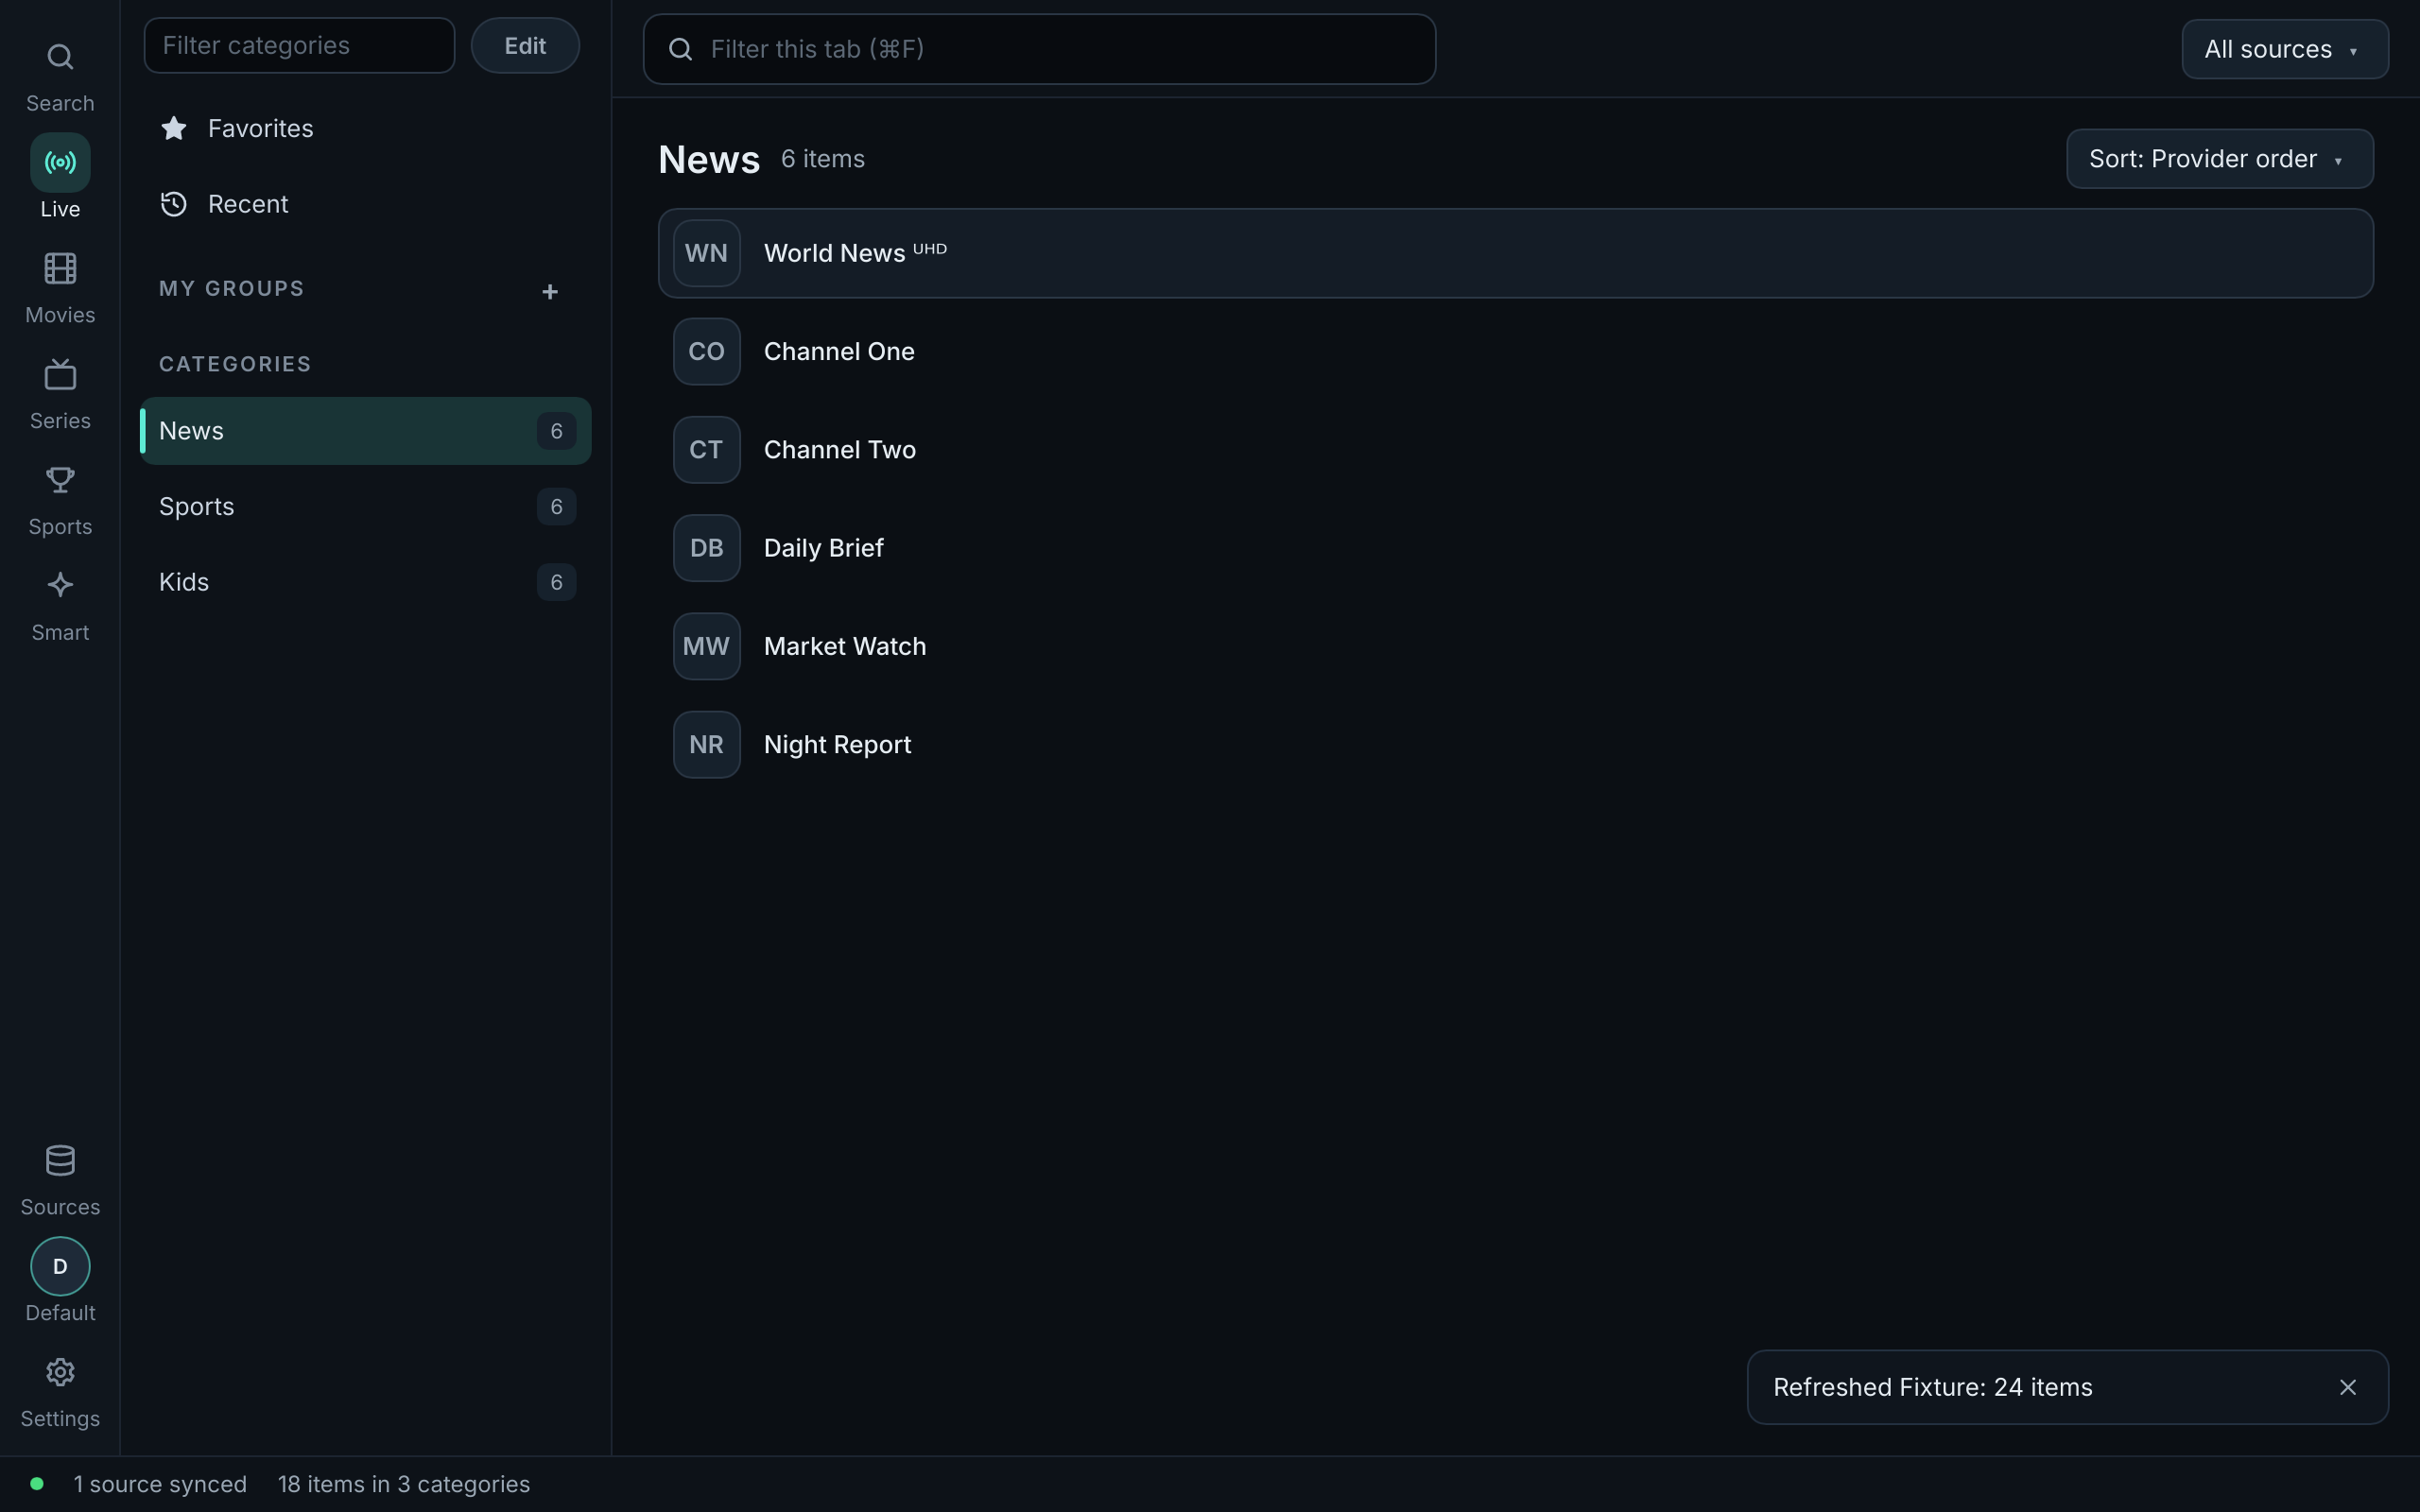 Search
Live
Movies
Series
Sports
Smart
Sources
D
Default
Settings
Filter categories
Edit
Favorites
Recent
MY GROUPS
+
CATEGORIES
News 6
Sports 6
Kids 6
Filter this tab (⌘F)
All sources ▾
News 6 items
Sort: Provider order ▾
WN World News ᵁᴴᴰ
CO Channel One
CT Channel Two
DB Daily Brief
MW Market Watch
NR Night Report
Refreshed Fixture: 24 items
1 source synced 18 items in 3 categories